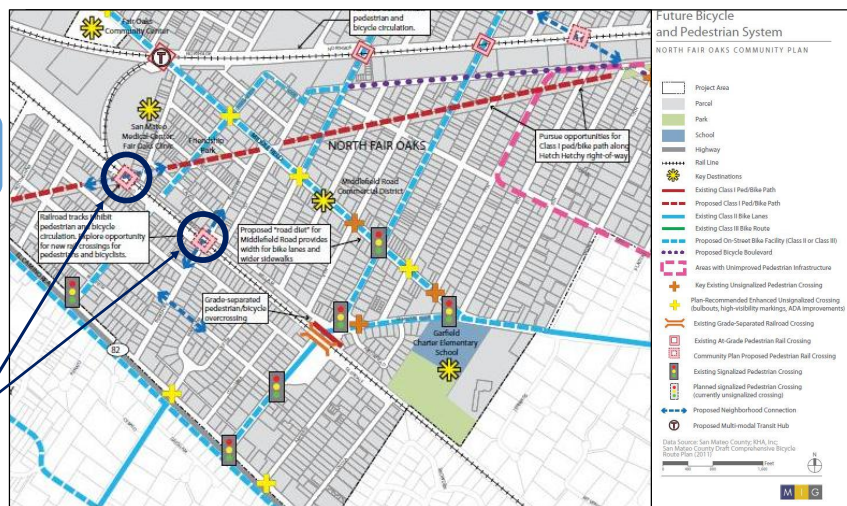 Fair Oaks
Community Center
pedestrian and
bicycle circulation.
San Mateo
Medical Center,
Fair Oaks Clinic
Friendship
Park
NORTH FAIR OAKS
Pursue opportunities for
Class I ped/bike path along
Hetch Hetchy right-of-way
Middlefield Road
Commercial District
Railroad tracks inhibit
pedestrian and bicycle
circulation. Explore opportunity
for new rail crossings for
pedestrians and bicyclists.
Proposed "road diet" for
Middlefield Road provides
width for bike lanes and
wider sidewalks
Grade-separated
pedestrian/bicycle
overcrossing
Garfield
Charter Elementary
School
82
Future Bicycle
and Pedestrian System
NORTH FAIR OAKS COMMUNITY PLAN
Project Area
Parcel
Park
School
Highway
Rail Line
Key Destinations
Existing Class I Ped/Bike Path
Proposed Class I Ped/Bike Path
Existing Class II Bike Lanes
Existing Class III Bike Route
Proposed On-Street Bike Facility (Class II or Class III)
Proposed Bicycle Boulevard
Areas with Unimproved Pedestrian Infrastructure
Key Existing Unsignalized Pedestrian Crossing
Plan-Recommended Enhanced Unsignalized Crossing
(bulbouts, high-visibility markings, ADA improvements)
Existing Grade-Separated Railroad Crossing
Existing At-Grade Pedestrian Rail Crossing
Community Plan Proposed Pedestrian Rail Crossing
Existing Signalized Pedestrian Crossing
Planned signalized Pedestrian Crossing
(currently unsignalized crossing)
Proposed Neighborhood Connection
T Proposed Multi-modal Transit Hub
Data Source: San Mateo County; KHA, Inc;
San Mateo County Draft Comprehensive Bicycle
Route Plan (2011)
Feet
N
M I G